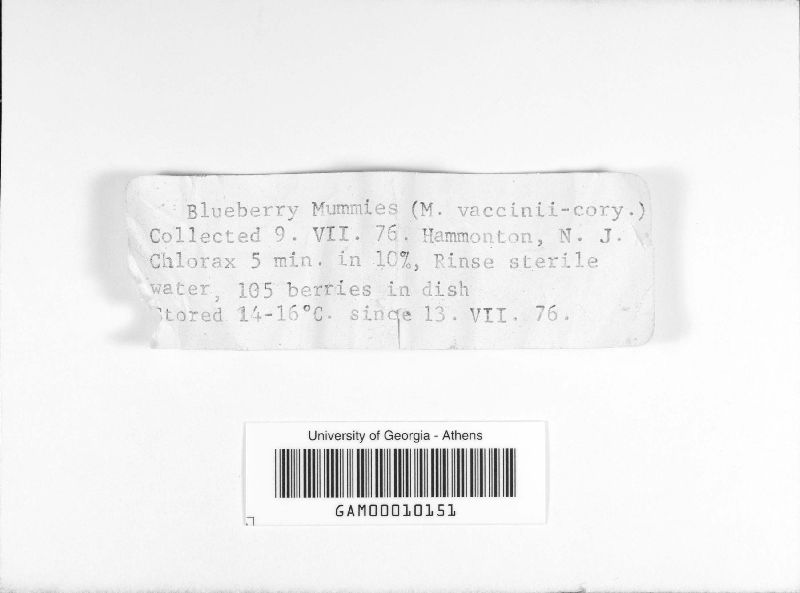 Blueberry Mummies (M. vaccinii-cory.)
Collected 9. VII. 76. Hammonton, N. J.
Chlorax 5 min. in 10%, Rinse sterile
water, 105 berries in dish
Stored 14-16°C. since 13. VII. 76.
University of Georgia - Athens
GAM00010151